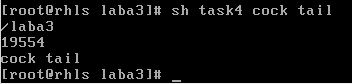 [root@rhls laba3]# sh task4 cock tail
/laba3
19554
cock tail
[root@rhls laba3]# _